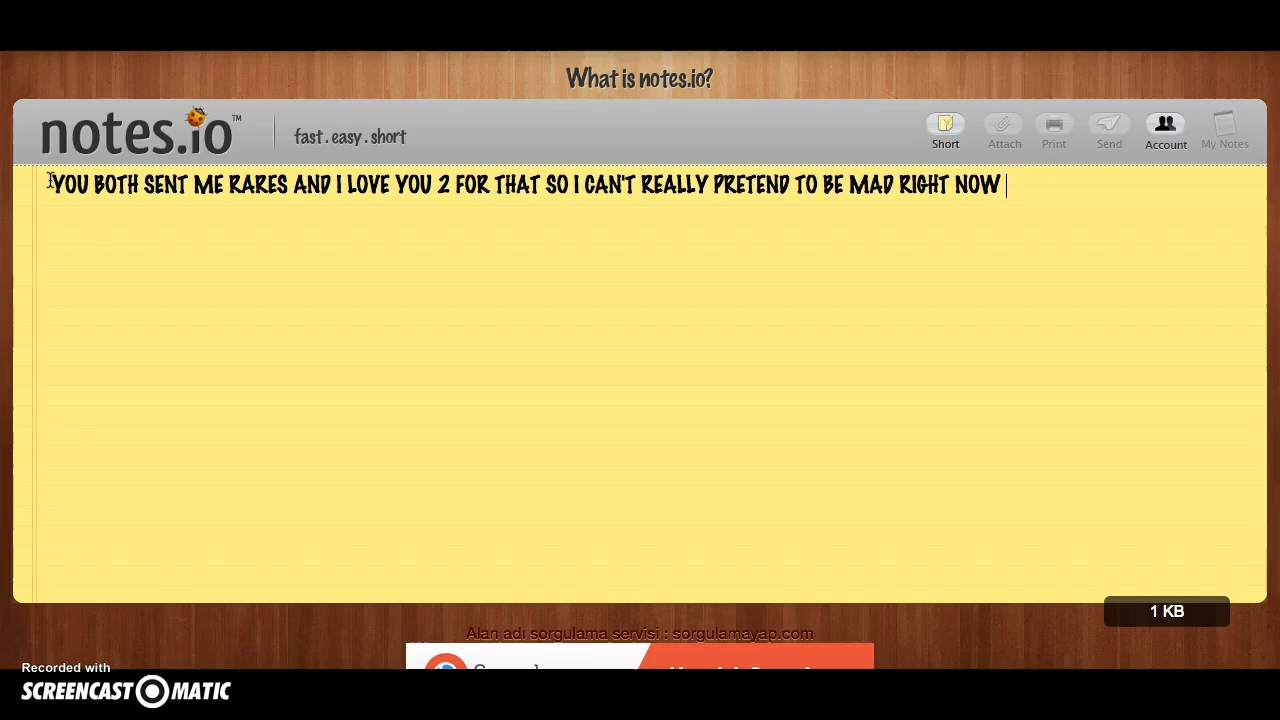 What is notes.io?
notes.io™
fast . easy . short
Short
Attach
Print
Send
Account
My Notes
YOU BOTH SENT ME RARES AND I LOVE YOU 2 FOR THAT SO I CAN'T REALLY PRETEND TO BE MAD RIGHT NOW
1 KB
Alan adı sorgulama servisi : sorgulamayap.com
Recorded with
SCREENCAST MATIC